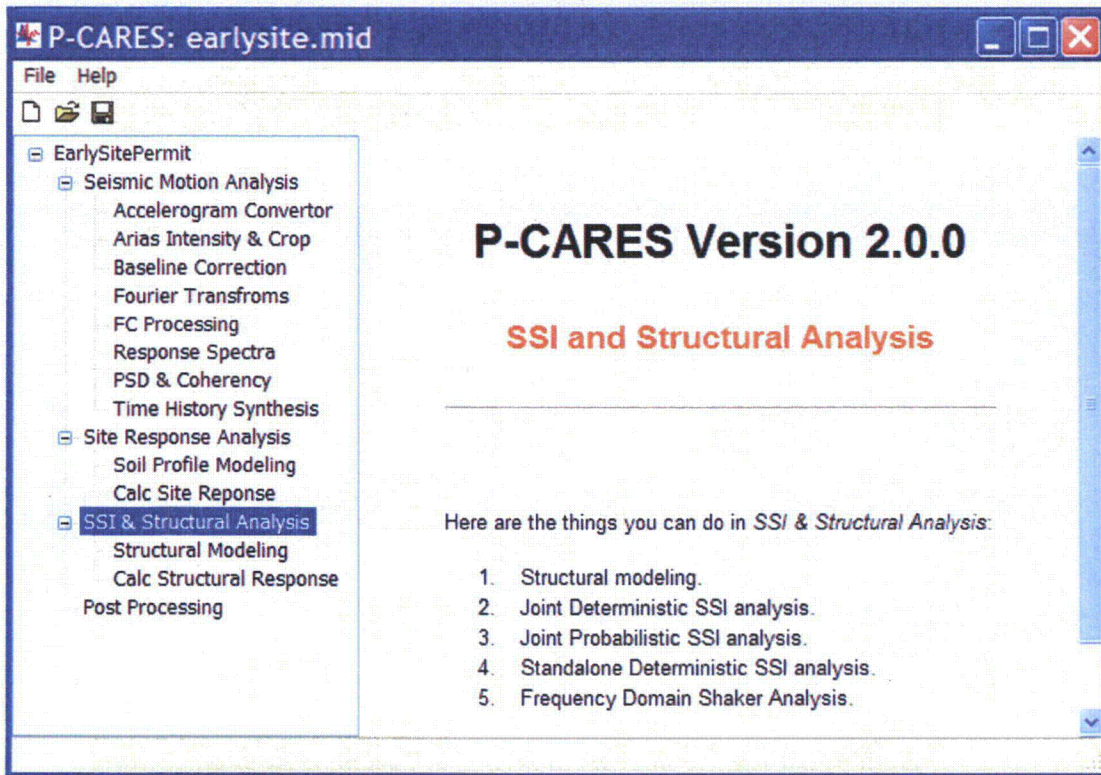 P-CARES: earlysite.mid
File Help
EarlySitePermit
Seismic Motion Analysis
Accelerogram Convertor
Arias Intensity & Crop
Baseline Correction
Fourier Transfroms
FC Processing
Response Spectra
PSD & Coherency
Time History Synthesis
Site Response Analysis
Soil Profile Modeling
Calc Site Reponse
SSI & Structural Analysis
Structural Modeling
Calc Structural Response
Post Processing
P-CARES Version 2.0.0
SSI and Structural Analysis
Here are the things you can do in SSI & Structural Analysis:
1. Structural modeling.
2. Joint Deterministic SSI analysis.
3. Joint Probabilistic SSI analysis.
4. Standalone Deterministic SSI analysis.
5. Frequency Domain Shaker Analysis.